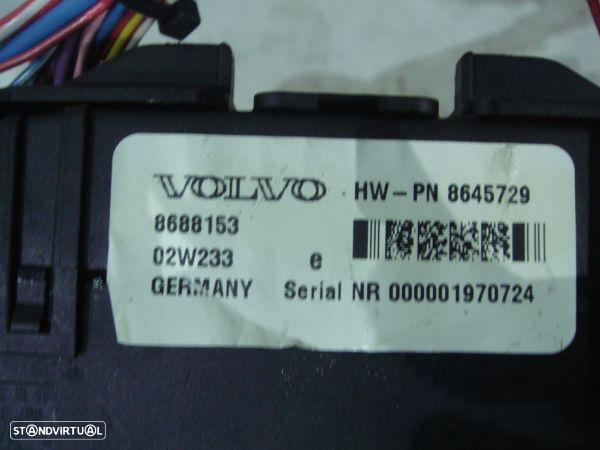 VOLVO HW-PN 8645729
8688153
02W233 e
GERMANY Serial NR 000001970724
STANDVIRTUAL